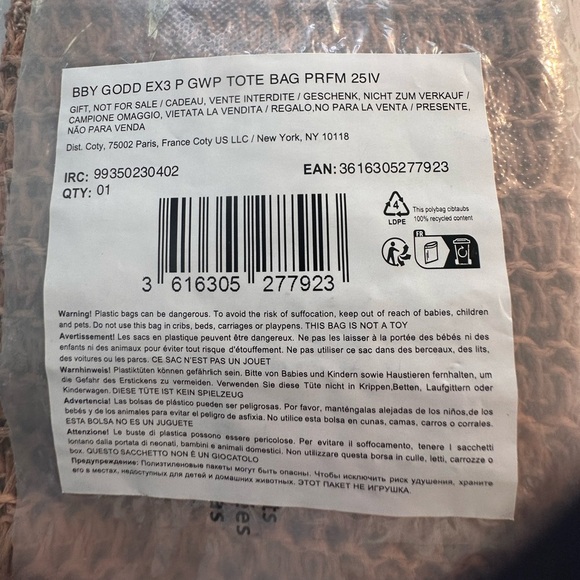 BBY GODD EX3 P GWP TOTE BAG PRFM 25IV
GIFT, NOT FOR SALE / CADEAU, VENTE INTERDITE / GESCHENK, NICHT ZUM VERKAUF /
CAMPIONE OMAGGIO, VIETATA LA VENDITA / REGALO,NO PARA LA VENTA / PRESENTE,
NÃO PARA VENDA
Dist. Coty, 75002 Paris, France Coty US LLC / New York, NY 10118
IRC: 99350230402
EAN: 3616305277923
QTY: 01
4
LDPE
This polybag cibtaubs
100% recycled content
FR
3 616305 277923
Warning! Plastic bags can be dangerous. To avoid the risk of suffocation, keep out of reach of babies, children
and pets. Do not use this bag in cribs, beds, carriages or playpens. THIS BAG IS NOT A TOY
Avertissement! Les sacs en plastique peuvent être dangereux. Ne pas les laisser à la portée des bébés ni des
enfants ni des animaux pour éviter tout risque d'étouffement. Ne pas utiliser ce sac dans des berceaux, des lits,
des voitures ou les parcs. CE SAC N'EST PAS UN JOUET
Warnhinweis! Plastiktüten können gefährlich sein. Bitte von Babies und Kindern sowie Haustieren fernhalten, um
die Gefahr des Erstickens zu vermeiden. Verwenden Sie diese Tüte nicht in Krippen,Betten, Laufgittern oder
Kinderwagen. DIESE TÜTE IST KEIN SPIELZEUG
Advertencia! Las bolsas de plástico pueden ser peligrosas. Por favor, manténgalas alejadas de los niños,de los
bebés y de los animales para evitar el peligro de asfixia. No utilice esta bolsa en cunas, camas, carros o corrales.
ESTA BOLSA NO ES UN JUGUETE
Attenzione! Le buste di plastica possono essere pericolose. Per evitare il soffocamento, tenere i sacchetti
lontano dalla portata di neonati, bambini e animali domestici. Non utilizzare questa borsa in culle, letti, carrozze o
box. QUESTO SACCHETTO NON È UN GIOCATOLO
Предупреждение: Полиэтиленовые пакеты могут быть опасны. Чтобы исключить риск удушения, храните
его в местах, недоступных для детей и домашних животных. ЭТОТ ПАКЕТ НЕ ИГРУШКА.